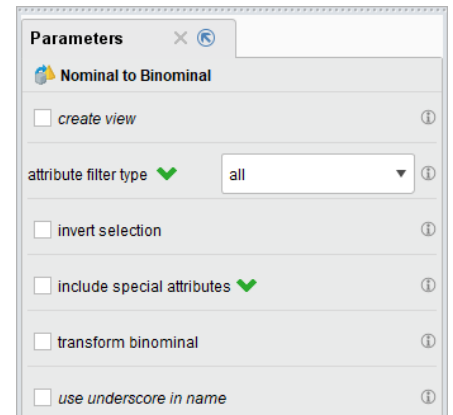 Parameters
Nominal to Binominal
create view
attribute filter type all
invert selection
include special attributes
transform binominal
use underscore in name